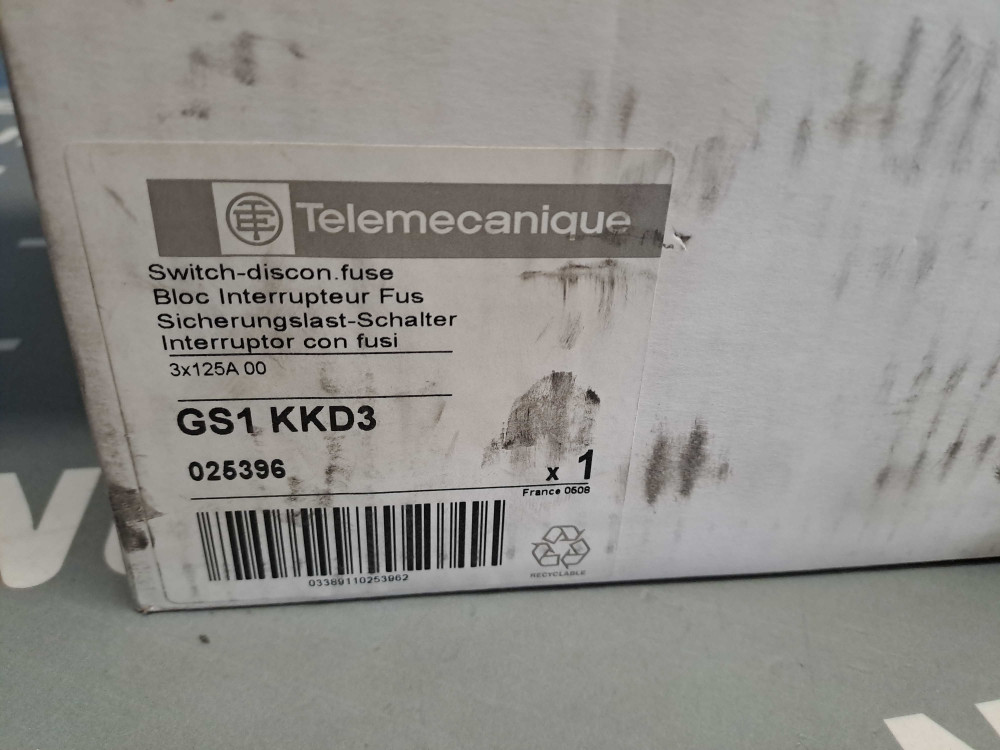 Telemecanique
Switch-discon.fuse
Bloc Interrupteur Fus
Sicherungslast-Schalter
Interruptor con fusi
3x125A 00
GS1 KKD3
025396
x 1
France 0508
03389110253962
RECYCLABLE